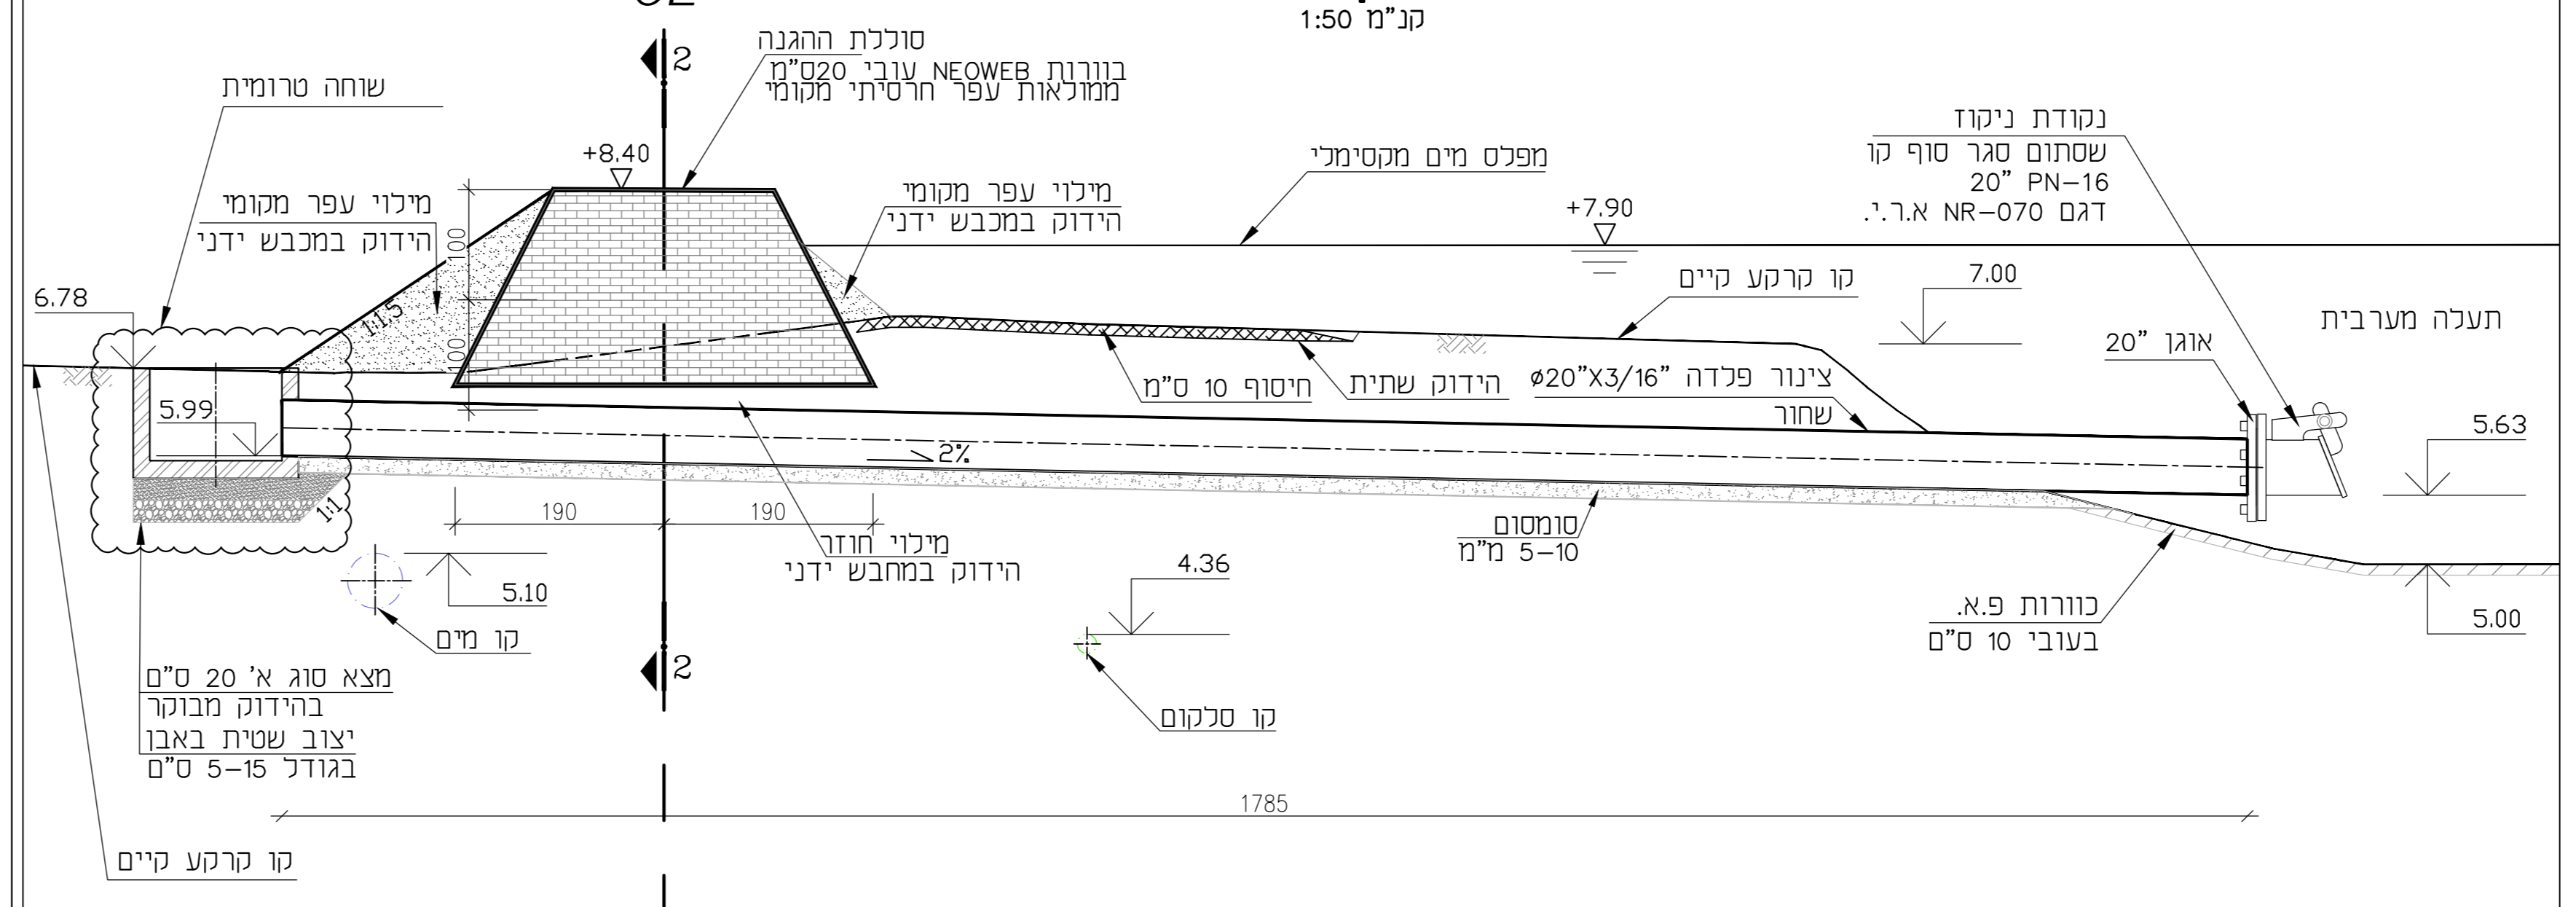 קנ"מ 1:50
2
סוללת ההגנה
בוורות NEOWEB עובי 20ס"מ
ממולאות עפר חרסיתי מקומי
שוחה טרומית
+8.40
מילוי עפר מקומי
הידוק במכבש ידני
מילוי עפר מקומי
הידוק במכבש ידני
מפלס מים מקסימלי
+7.90
נקודת ניקוז
שסתום סגר סוף קו
20" PN-16
דגם NR-070 א.ר.י.
קו קרקע קיים
7.00
תעלה מערבית
אוגן "20
6.78
100
1:1.5
100
5.99
חיסוף 10 ס"מ
הידוק שתית
צינור פלדה "ø20"X3/16
שחור
5.63
2%
1:1
190
190
מילוי חוזר
הידוק במחבש ידני
סומסום
5-10 מ"מ
5.10
קו מים
4.36
קו סלקום
כוורות פ.א.
בעובי 10 ס"ם
5.00
2
מצא סוג א' 20 ס"ם
בהידוק מבוקר
יצוב שטית באבן
בגודל 5-15 ס"ם
1785
קו קרקע קיים